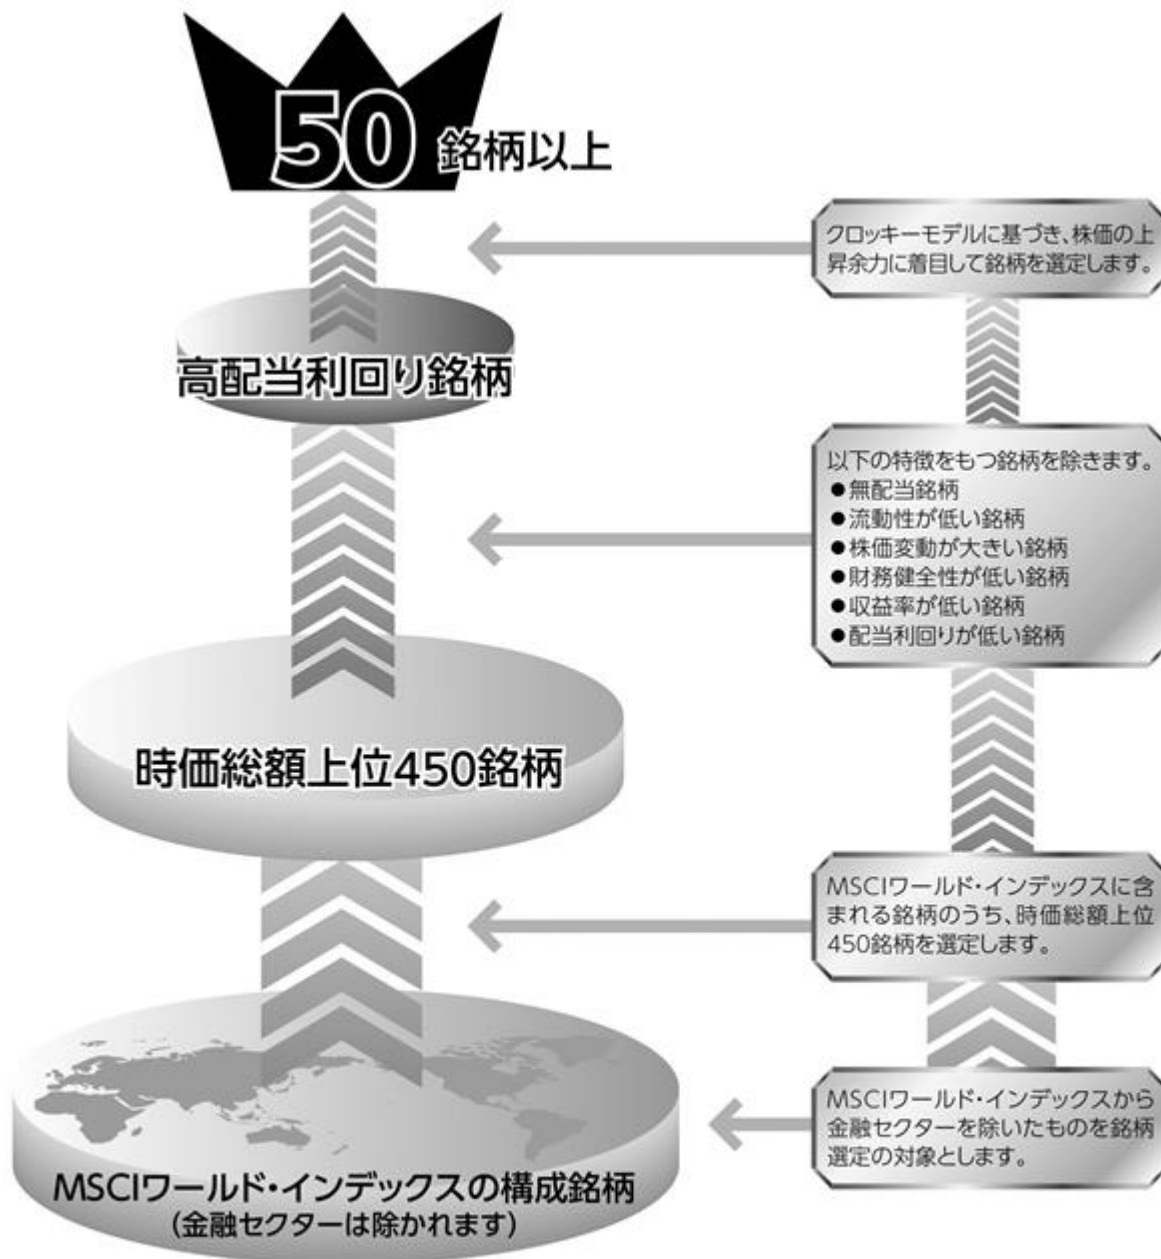 50 銘柄以上
クロッキーモデルに基づき、株価の上
昇余力に着目して銘柄を選定します。
高配当利回り銘柄
以下の特徴をもつ銘柄を除きます。
●無配当銘柄
●流動性が低い銘柄
●株価変動が大きい銘柄
●財務健全性が低い銘柄
●収益率が低い銘柄
●配当利回りが低い銘柄
時価総額上位450銘柄
MSCIワールド・インデックスに含
まれる銘柄のうち、時価総額上位
450銘柄を選定します。
MSCIワールド・インデックスから
金融セクターを除いたものを銘柄
選定の対象とします。
MSCIワールド・インデックスの構成銘柄
(金融セクターは除かれます)